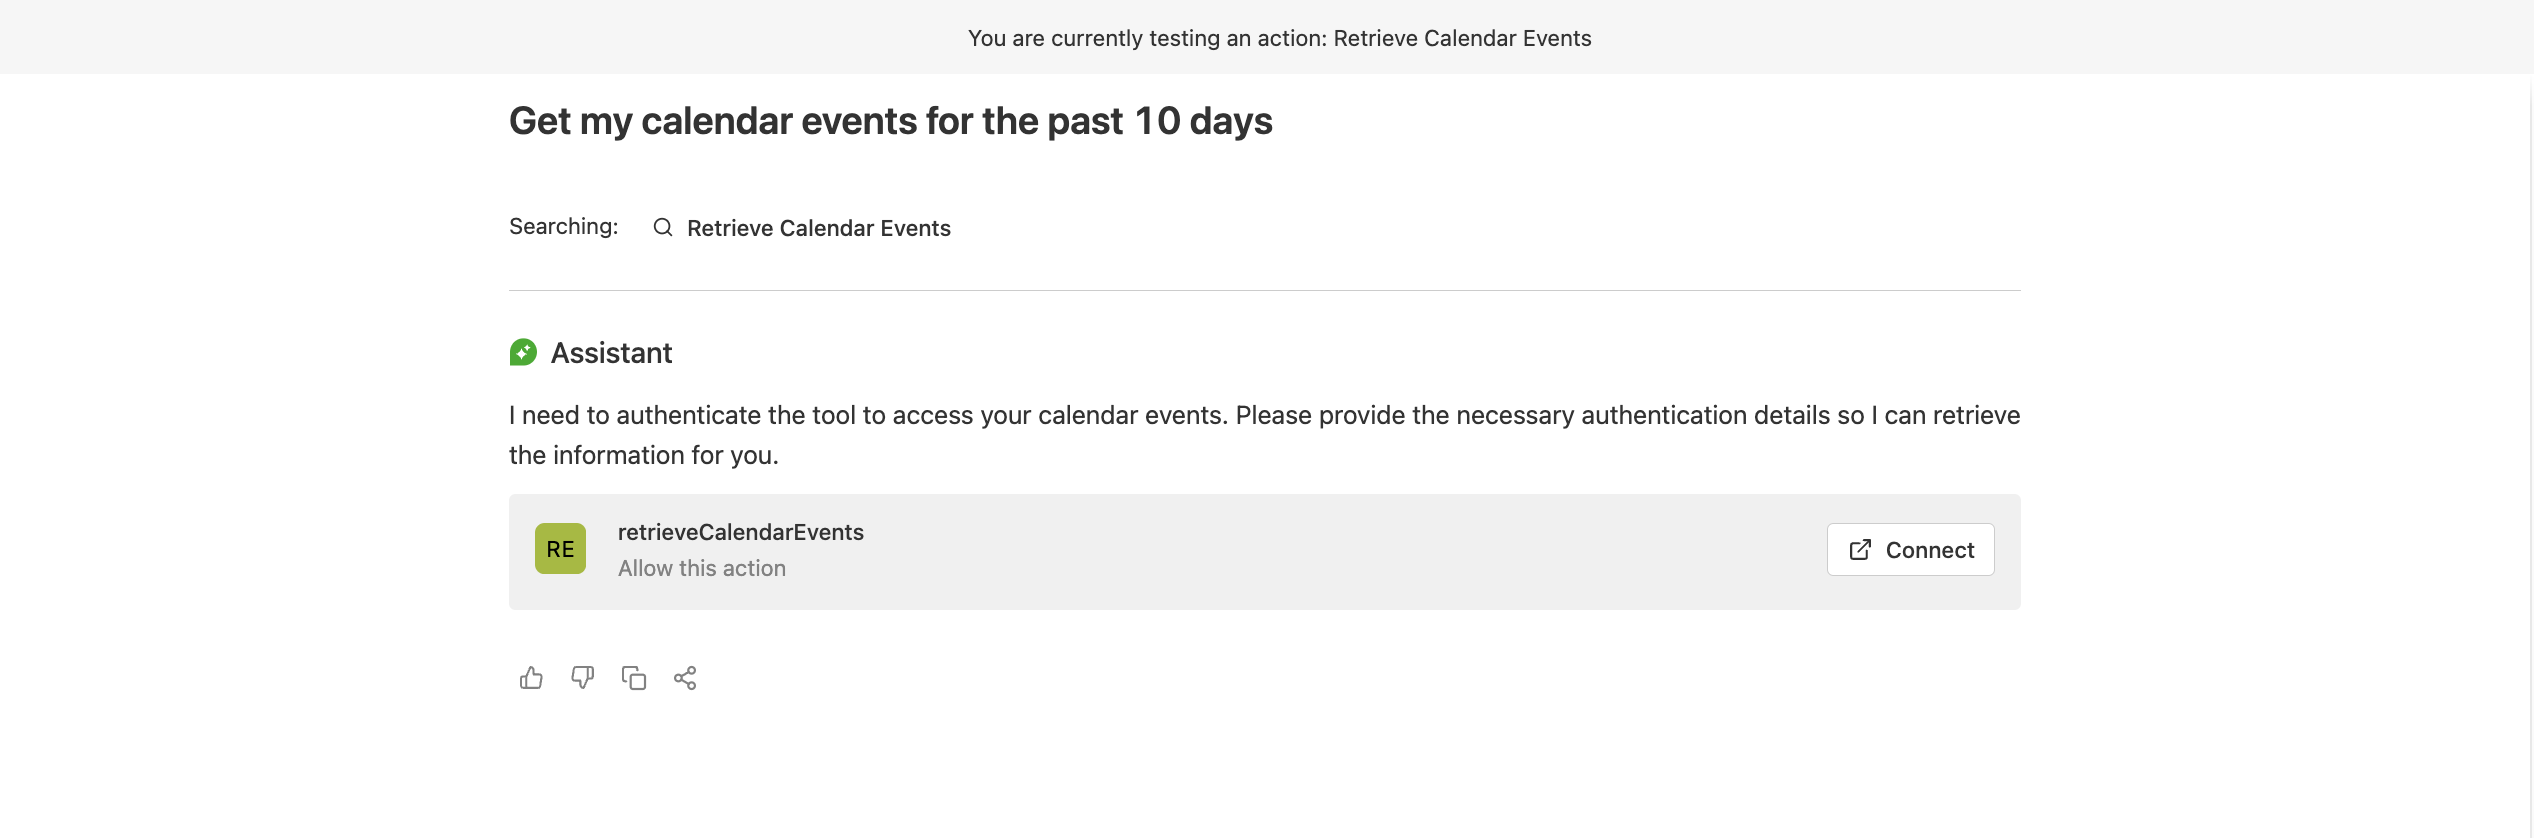 You are currently testing an action: Retrieve Calendar Events
Get my calendar events for the past 10 days
Searching: Retrieve Calendar Events
Assistant
I need to authenticate the tool to access your calendar events. Please provide the necessary authentication details so I can retrieve
the information for you.
RE
retrieveCalendarEvents
Allow this action
Connect